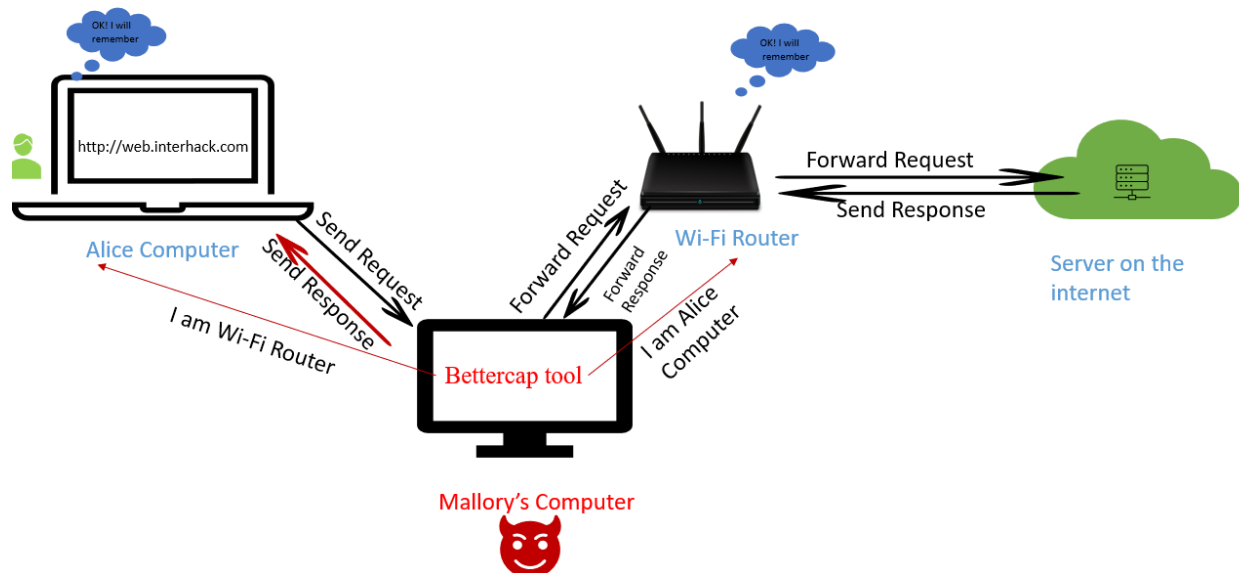 OK! I will
remember
OK! I will
remember
http://web.interhack.com
Forward Request
Send Response
Alice Computer
Send Request
Send Response
Forward Request
Forward
Response
Wi-Fi Router
Server on the
internet
I am Wi-Fi Router
I am Alice
Computer
Bettercap tool
Mallory's Computer